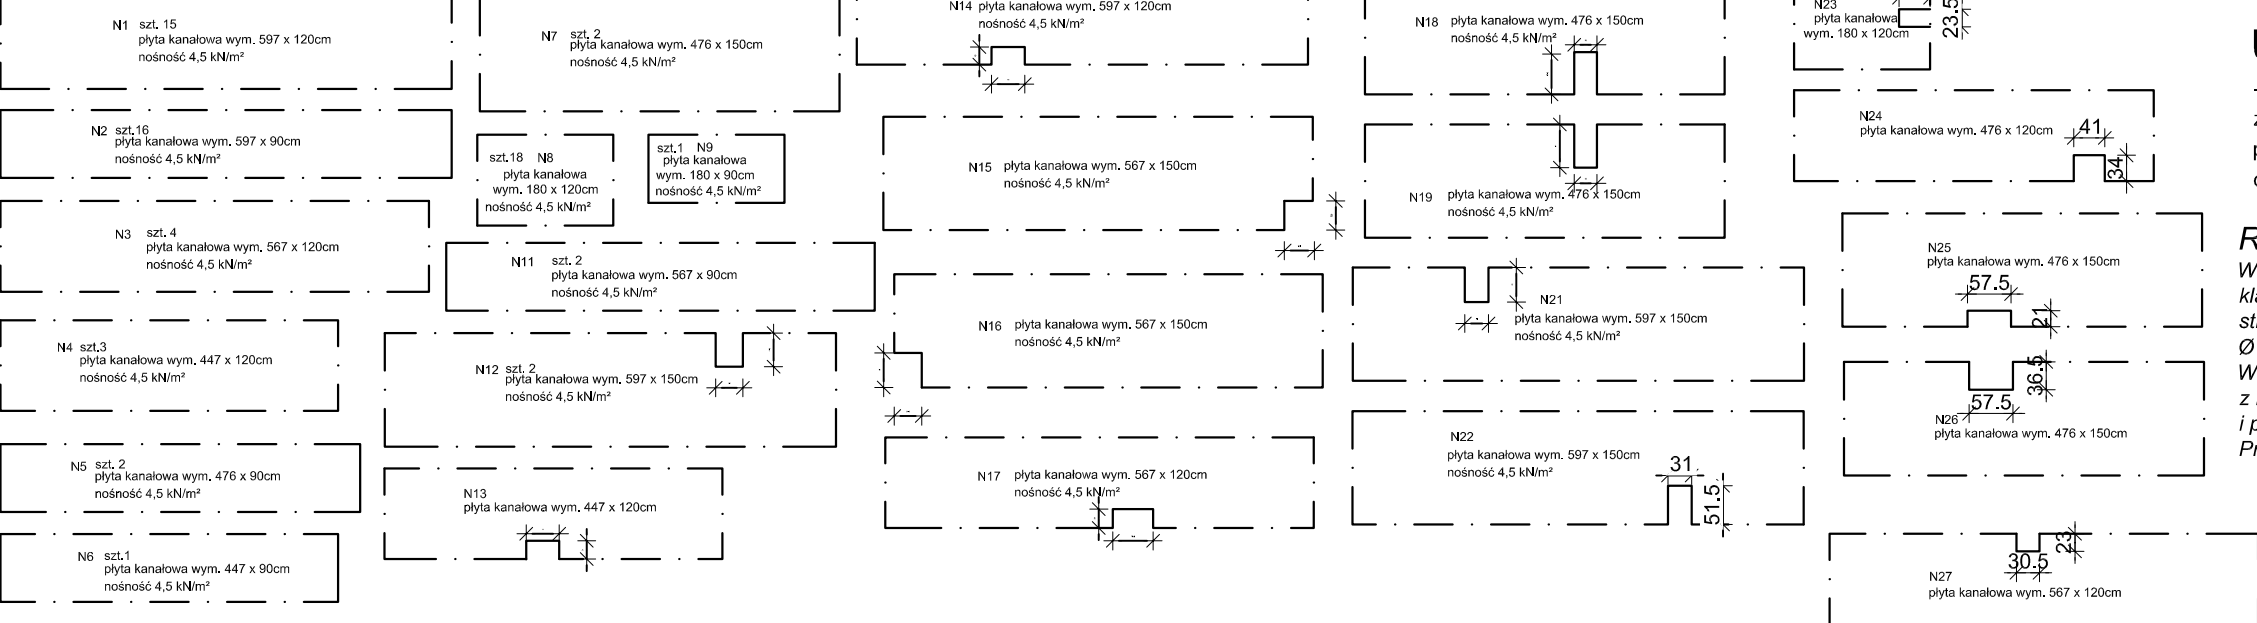 N1 szt. 15
płyta kanałowa wym. 597 x 120cm
nośność 4,5 kN/m²
N2 szt.16
płyta kanałowa wym. 597 x 90cm
nośność 4,5 kN/m²
N3 szt. 4
płyta kanałowa wym. 567 x 120cm
nośność 4,5 kN/m²
N4 szt.3
płyta kanałowa wym. 447 x 120cm
nośność 4,5 kN/m²
N5 szt. 2
płyta kanałowa wym. 476 x 90cm
nośność 4,5 kN/m²
N6 szt.1
płyta kanałowa wym. 447 x 90cm
nośność 4,5 kN/m²
N7 szt. 2
płyta kanałowa wym. 476 x 150cm
nośność 4,5 kN/m²
szt.18 N8
płyta kanałowa
wym. 180 x 120cm
nośność 4,5 kN/m²
szt.1 N9
płyta kanałowa
wym. 180 x 90cm
nośność 4,5 kN/m²
N11 szt. 2
płyta kanałowa wym. 567 x 90cm
nośność 4,5 kN/m²
N12 szt. 2
płyta kanałowa wym. 597 x 150cm
nośność 4,5 kN/m²
N13
płyta kanałowa wym. 447 x 120cm
N14 płyta kanałowa wym. 597 x 120cm
nośność 4,5 kN/m²
N15 płyta kanałowa wym. 567 x 150cm
nośność 4,5 kN/m²
N16 płyta kanałowa wym. 567 x 150cm
nośność 4,5 kN/m²
N17 płyta kanałowa wym. 567 x 120cm
nośność 4,5 kN/m²
N18 płyta kanałowa wym. 476 x 150cm
nośność 4,5 kN/m²
N19 płyta kanałowa wym. 476 x 150cm
nośność 4,5 kN/m²
N21
płyta kanałowa wym. 597 x 150cm
nośność 4,5 kN/m²
N22
płyta kanałowa wym. 597 x 150cm
nośność 4,5 kN/m²
31
51.5
N23
płyta kanałowa
wym. 180 x 120cm
23.5
N24
płyta kanałowa wym. 476 x 120cm
41
34
N25
płyta kanałowa wym. 476 x 150cm
57.5
21
36.5
57.5
N26
płyta kanałowa wym. 476 x 150cm
23
30.5
N27
płyta kanałowa wym. 567 x 120cm